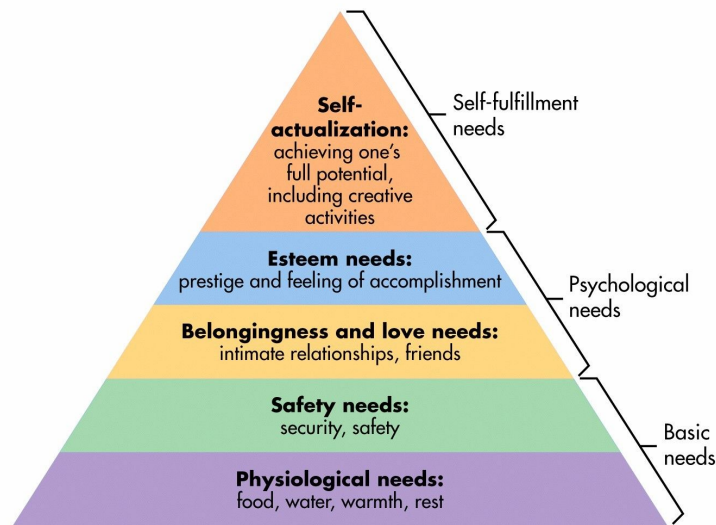 Self-
actualization:
achieving one's
full potential,
including creative
activities
Self-fulfillment
needs
Esteem needs:
prestige and feeling of accomplishment
Psychological
needs
Belongingness and love needs:
intimate relationships, friends
Safety needs:
security, safety
Basic
needs
Physiological needs:
food, water, warmth, rest